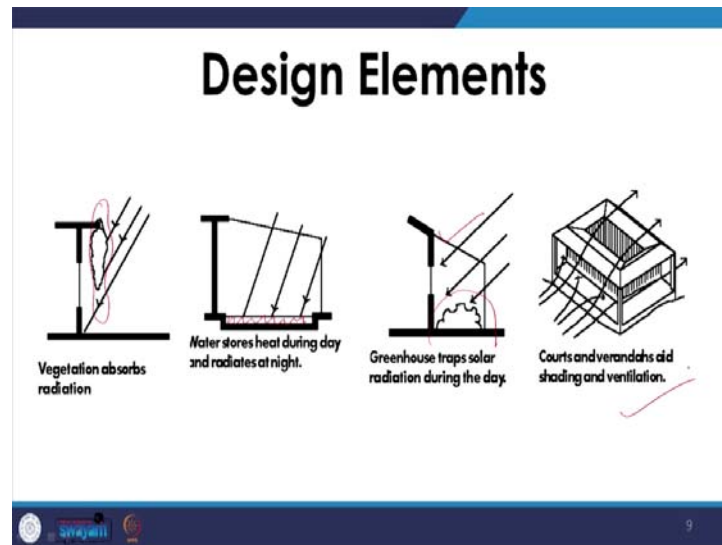 Design Elements
Vegetation absorbs
radiation
Water stores heat during day
and radiates at night.
Greenhouse traps solar
radiation during the day.
Courts and verandahs aid
shading and ventilation.
swayam
9